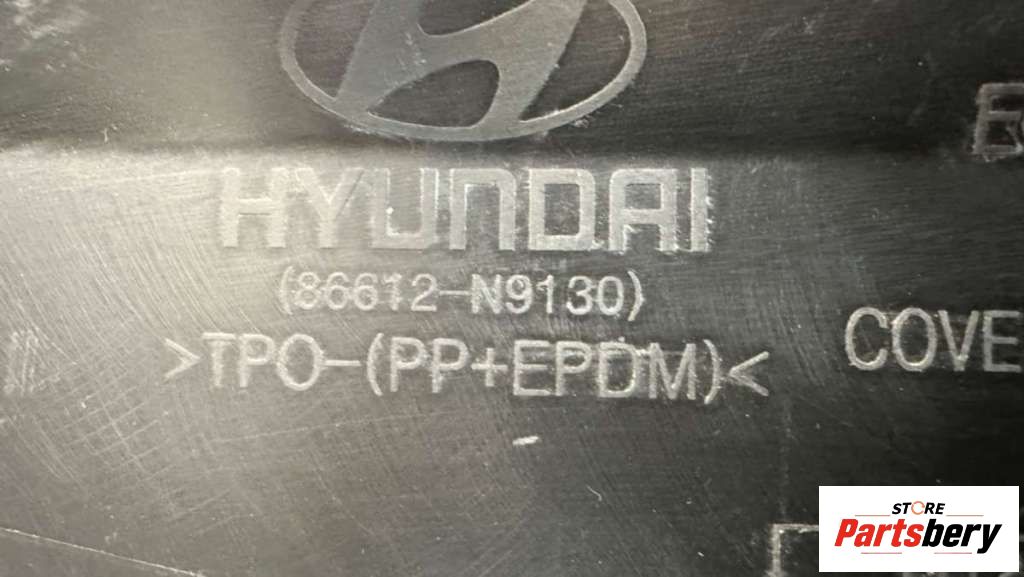 HYUNDAI
(86612-N9130)
>TPO-(PP+EPDM)<
COVE
STORE
Partsbery